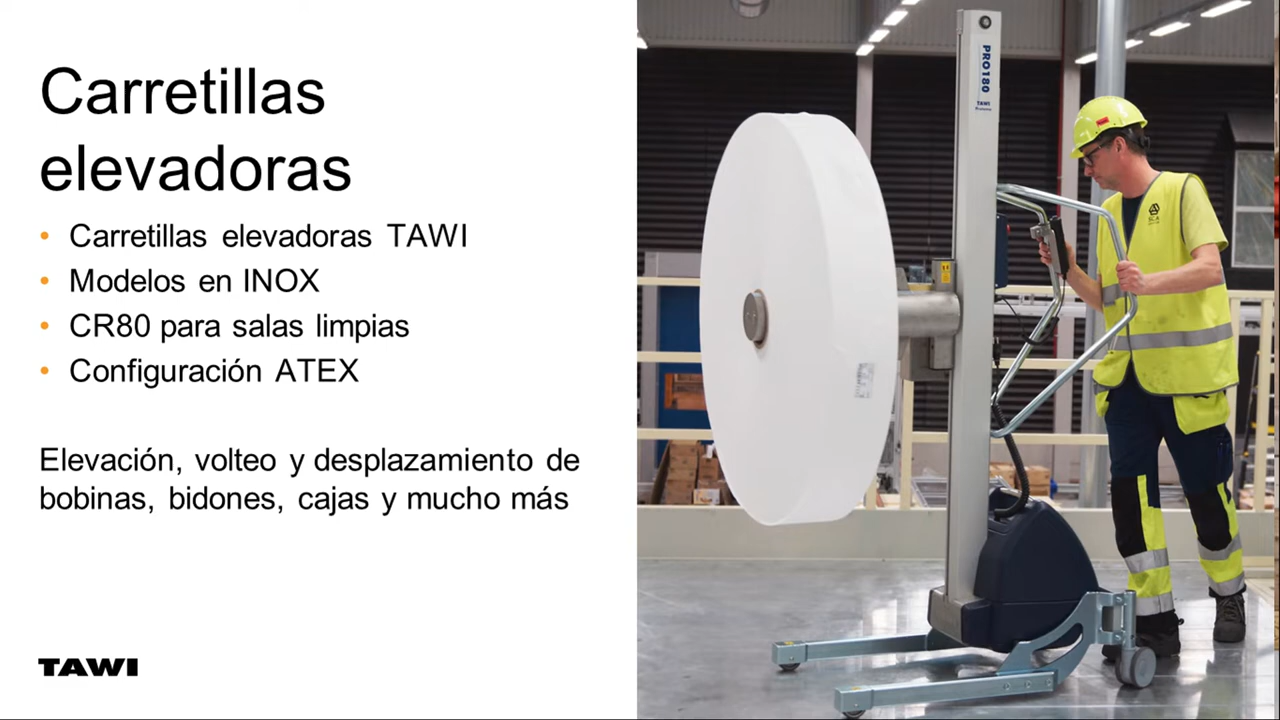 Carretillas
elevadoras
• Carretillas elevadoras TAWI
• Modelos en INOX
• CR80 para salas limpias
• Configuración ATEX
Elevación, volteo y desplazamiento de
bobinas, bidones, cajas y mucho más
TAWI
PRO180
TAWI